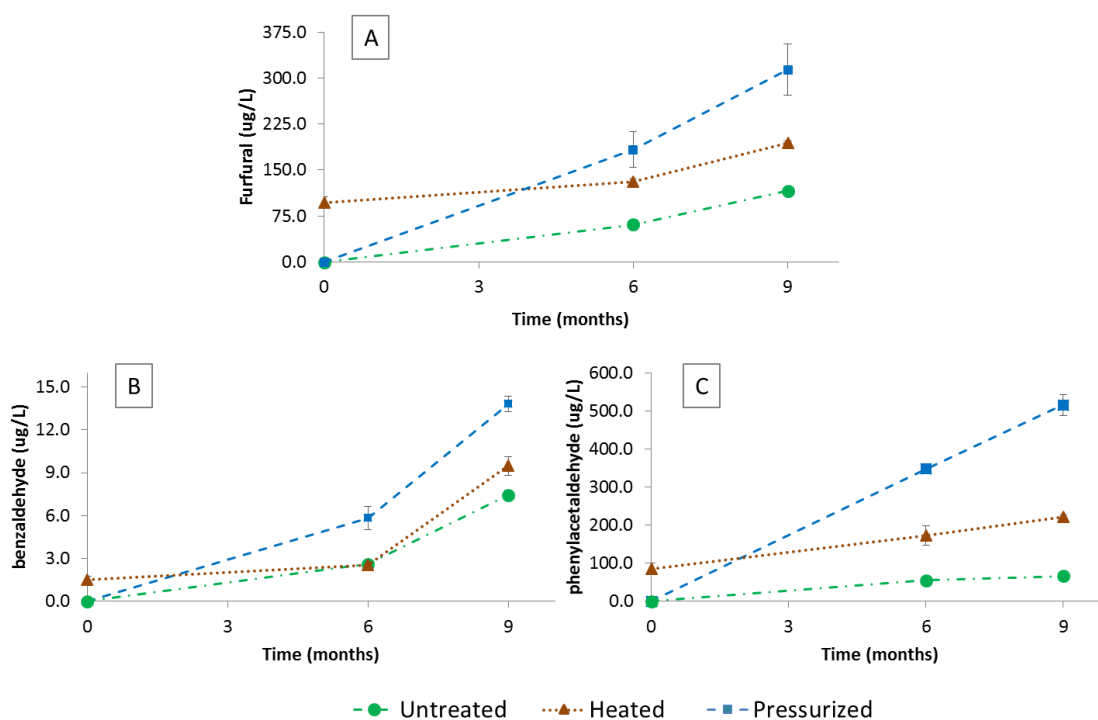 A
Furfural (ug/L)
375.0
300.0
225.0
150.0
75.0
0.0
0 3 6 9
Time (months)
B
benzaldehyde (ug/L)
15.0
12.0
9.0
6.0
3.0
0.0
0 3 6 9
Time (months)
C
phenylacetaldehyde (ug/L)
600.0
500.0
400.0
300.0
200.0
100.0
0.0
0 3 6 9
Time (months)
Untreated Heated Pressurized